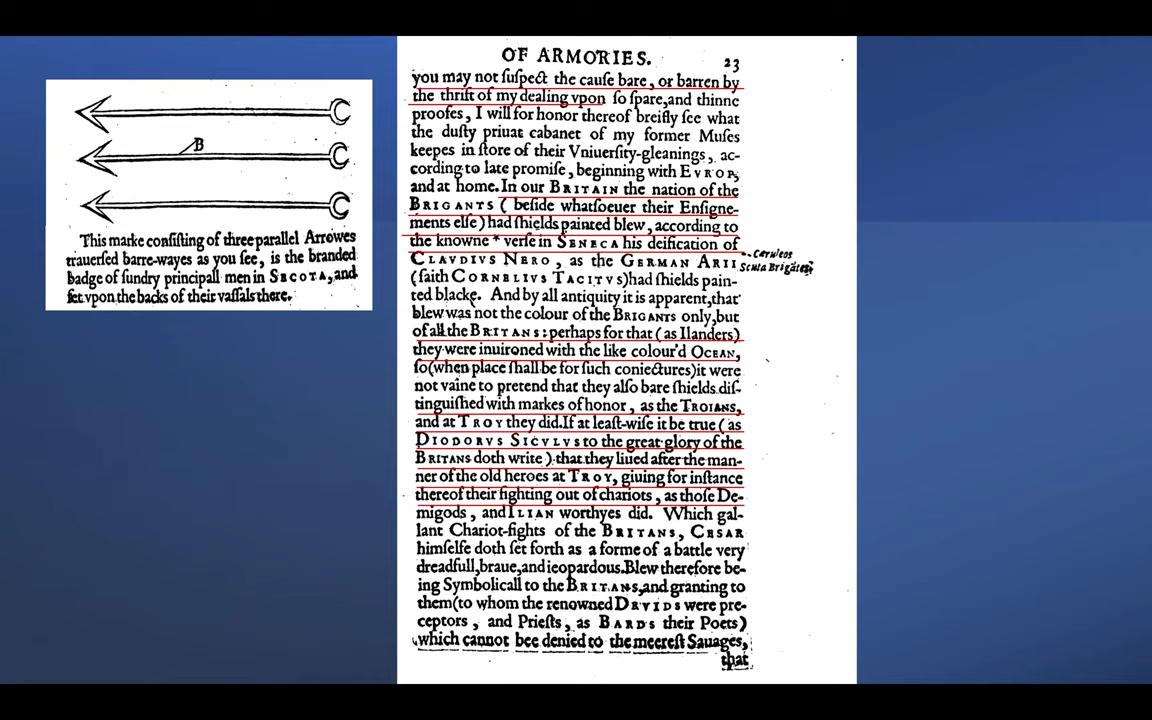 B
This marke consisting of three parallel Arrowes
trauersed barre-wayes as you see, is the branded
badge of sundry principall men in SECOTA, and
set vpon the backs of their vassals there.
OF ARMORIES. 23
you may not suſpect the cauſe bare, or barren by
the thrift of my dealing vpon ſo ſpare, and thinne
proofes, I will for honor thereof breifly ſee what
the duſty priuat cabanet of my former Muſes
keepes in ſtore of their Vniuerſity-gleanings, ac-
cording to late promiſe, beginning with EVROP,
and at home. In our BRITAIN the nation of the
BRIGANTS (beſide whatſoeuer their Enſigne-
ments elſe) had ſhields painted blew, according to
the knowne * verſe in SENECA his deification of
CLAVDIVS NERO, as the GERMAN ARII
(ſaith CORNELIVS TACITVS) had ſhields pain-
ted blacke. And by all antiquity it is apparent, that
blew was not the colour of the BRIGANTS only, but
of all the BRITANS: perhaps for that (as Ilanders)
they were inuironed with the like colour'd OCEAN,
ſo (when place ſhall be for ſuch coniectures) it were
not vaine to pretend that they alſo bare ſhields diſ-
tinguiſhed with markes of honor, as the TROIANS,
and at TROY they did. If at leaſt-wiſe it be true (as
DIODORVS SICVLVS to the great glory of the
BRITANS doth write) that they liued after the man-
ner of the old heroes at TROY, giuing for inſtance
thereof their fighting out of chariots, as thoſe De-
migods, and ILIAN worthyes did. Which gal-
lant Chariot-fights of the BRITANS, CESAR
himſelfe doth ſet forth as a forme of a battle very
dreadfull, braue, and ieopardous. Blew therefore be-
ing Symbolicall to the BRITANS, and granting to
them (to whom the renowned DRVIDS were pre-
ceptors, and Prieſts, as BARDS their Poets)
which cannot bee denied to the meereſt Sauages,
that
*Cæruleos
Scuta Brigātes